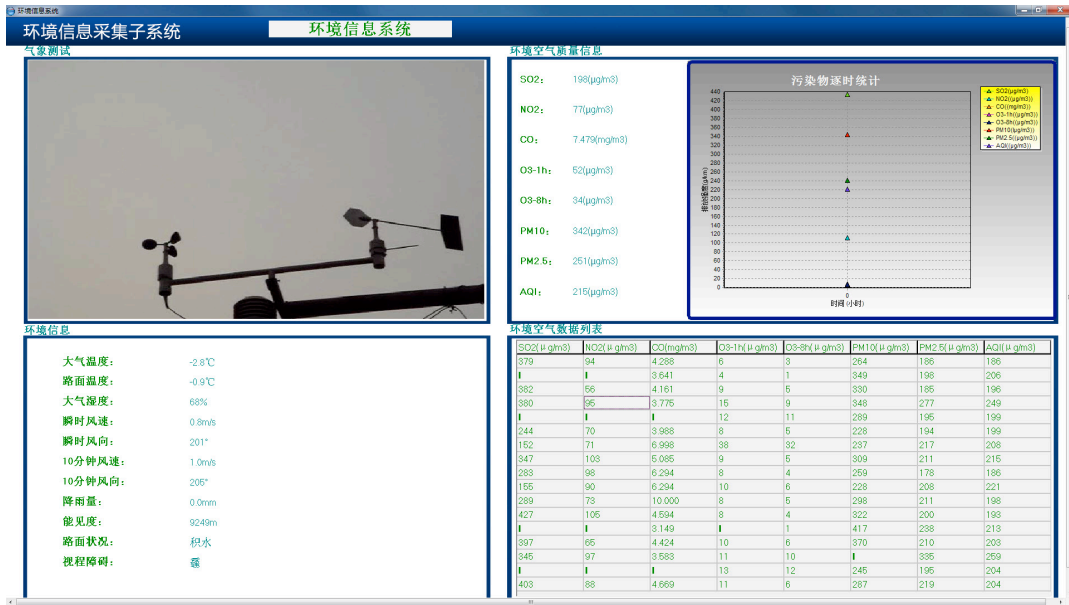 环境信息系统
环境信息采集子系统
环境信息系统
气象测试
环境空气质量信息
SO2： 198(μg/m3)
NO2： 77(μg/m3)
CO： 7.479(mg/m3)
O3-1h： 52(μg/m3)
O3-8h： 34(μg/m3)
PM10： 342(μg/m3)
PM2.5： 251(μg/m3)
AQI： 215(μg/m3)
污染物逐时统计
440
420
400
380
360
340
320
300
280
260
240
220
200
180
160
140
120
100
80
60
40
20
0
0
时间(小时)
SO2(μg/m3)
NO2((μg/m3))
CO((mg/m3))
O3-1h((μg/m3))
O3-8h((μg/m3))
PM10((μg/m3))
PM2.5((μg/m3))
AQI((μg/m3))
环境信息
大气温度： -2.8℃
路面温度： -0.9℃
大气湿度： 68%
瞬时风速： 0.8m/s
瞬时风向： 201°
10分钟风速： 1.0m/s
10分钟风向： 205°
降雨量： 0.0mm
能见度： 9249m
路面状况： 积水
视程障碍： 霾
环境空气数据列表
SO2(μg/m3) NO2(μg/m3) CO(mg/m3) O3-1h(μg/m3) O3-8h(μg/m3) PM10(μg/m3) PM2.5(μg/m3) AQI(μg/m3)
379 94 4.288 6 3 264 186 186
I I 3.641 4 1 349 198 206
382 56 4.161 9 5 330 185 196
380 95 3.775 15 9 348 277 249
I I I 12 11 289 195 199
244 70 3.988 8 5 228 194 191
152 71 6.998 38 32 237 217 208
347 103 5.085 9 5 309 211 215
283 98 6.294 8 4 259 178 186
155 90 6.294 10 6 228 208 221
289 73 10.000 8 5 298 211 198
427 105 4.594 8 4 322 200 193
I I 3.149 I 1 417 238 213
397 65 4.424 10 6 370 210 203
345 97 3.583 11 10 I 335 259
I I I 13 12 245 195 204
403 88 4.669 11 6 287 219 204